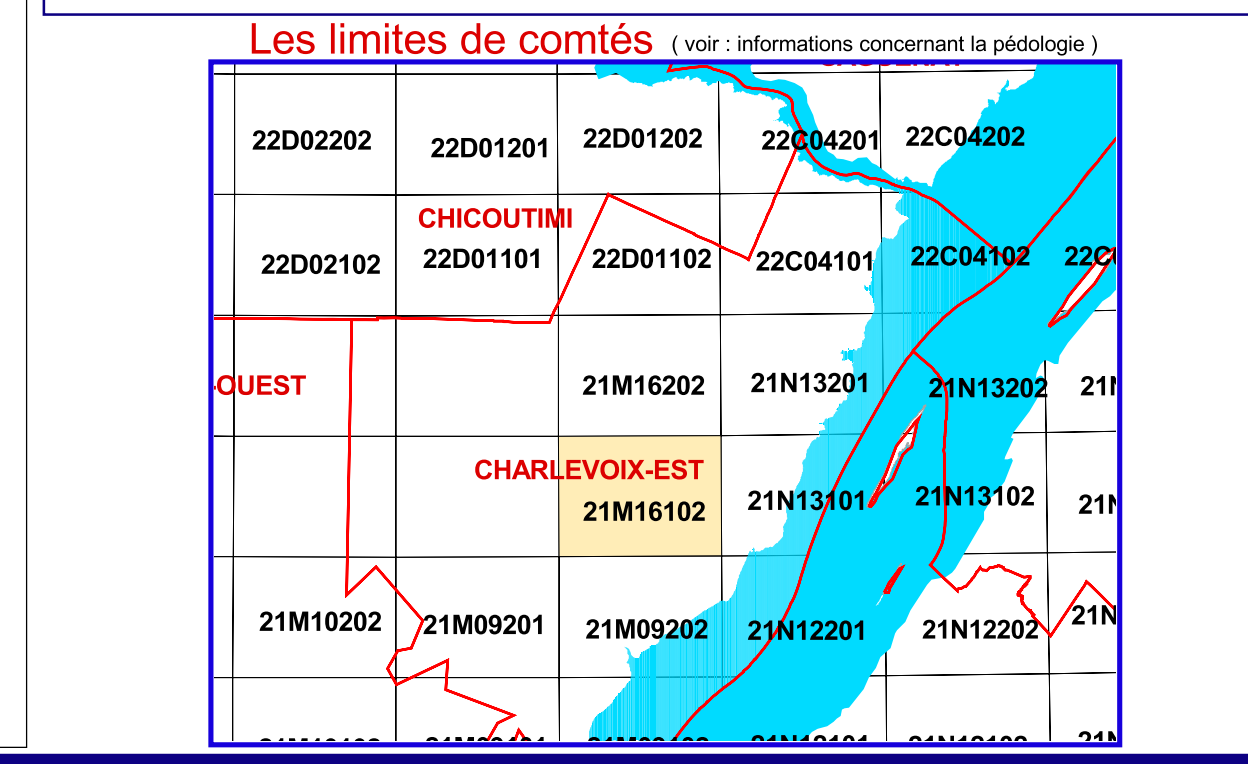 Les limites de comtés ( voir : informations concernant la pédologie )
22D02202 22D01201 22D01202 22C04201 22C04202
CHICOUTIMI
22D02102 22D01101 22D01102 22C04101 22C04102
-OUEST 21M16202 21N13201 21N13202
CHARLEVOIX-EST
21M16102 21N13101 21N13102
21M10202 21M09201 21M09202 21N12201 21N12202